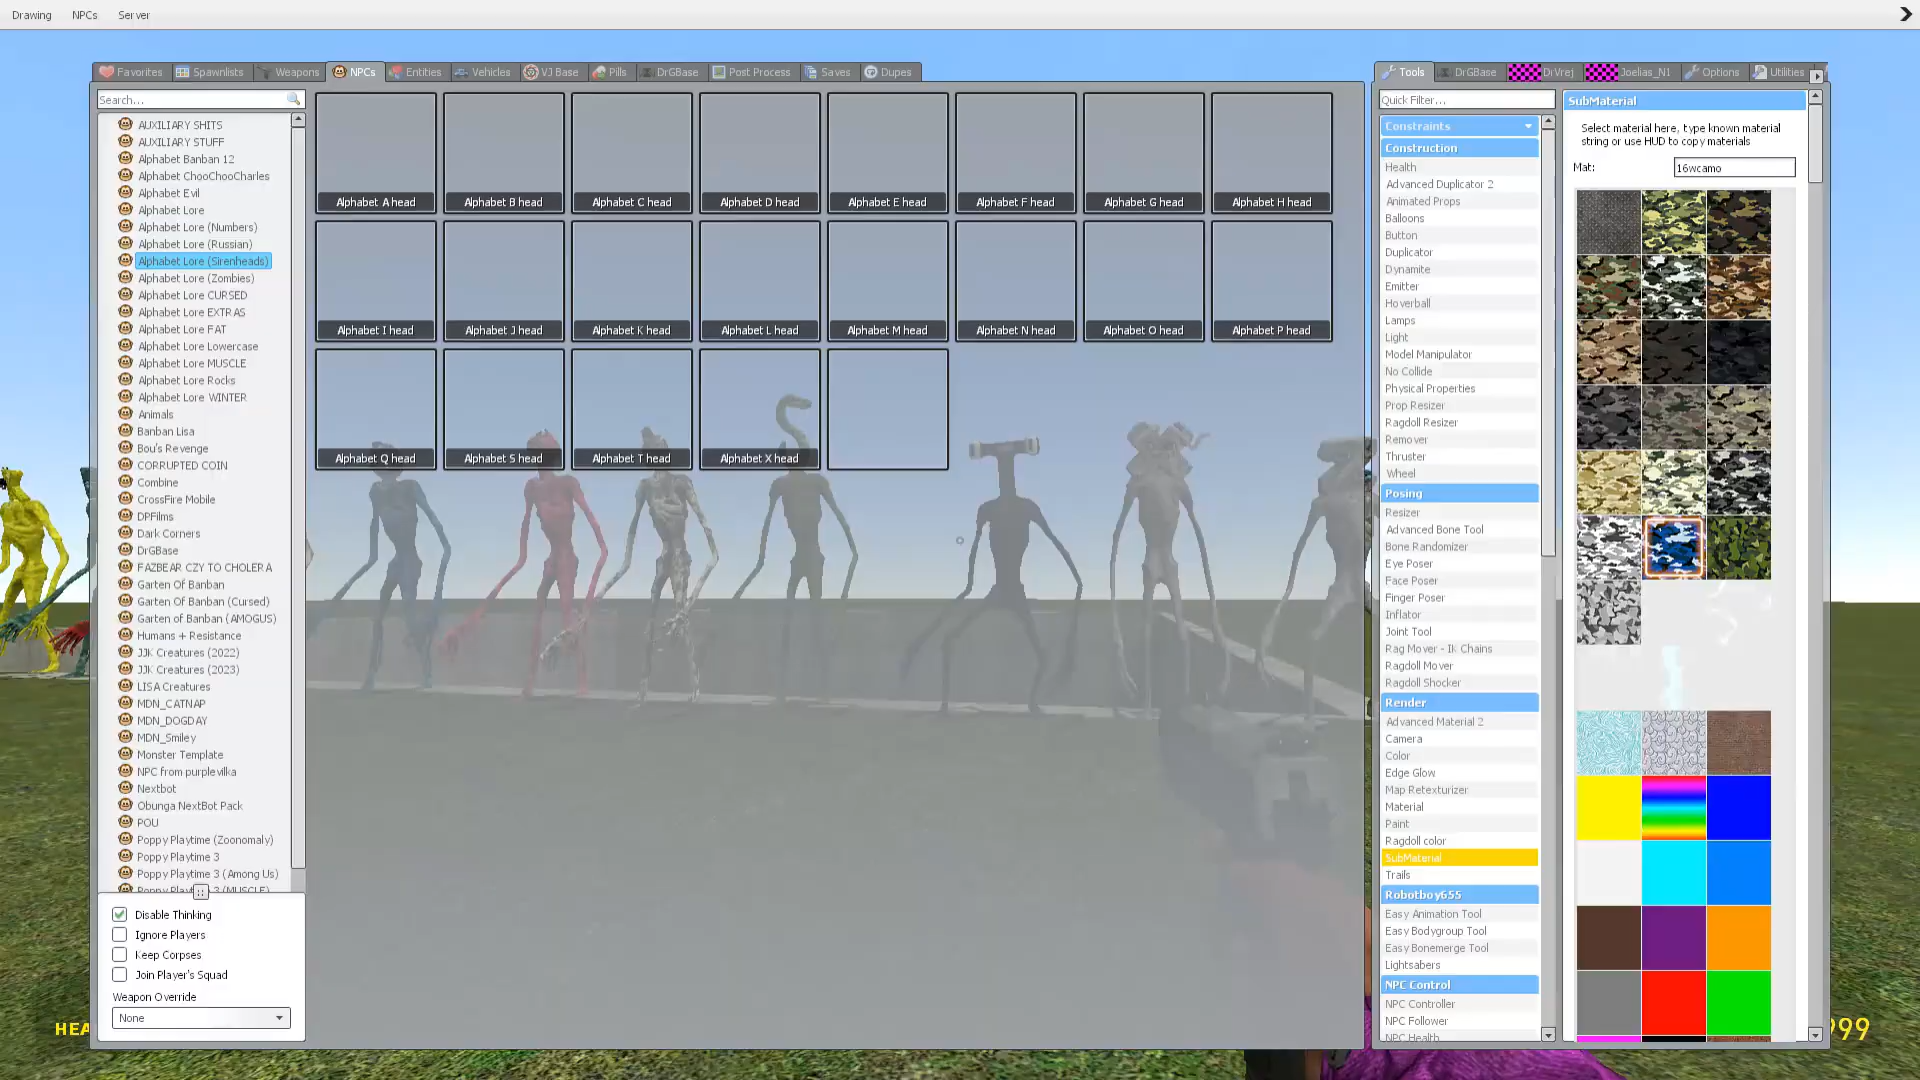 Drawing NPCs Server
Favorites Spawnlists Weapons NPCs Entities Vehicles VJ Base Pills DrGBase Post Process Saves Dupes
Search...
AUXILIARY SHITS
AUXILIARY STUFF
Alphabet Banban 12
Alphabet ChooChooCharles
Alphabet Evil
Alphabet Lore
Alphabet Lore (Numbers)
Alphabet Lore (Russian)
Alphabet Lore (Sirenheads)
Alphabet Lore (Zombies)
Alphabet Lore CURSED
Alphabet Lore EXTRAS
Alphabet Lore FAT
Alphabet Lore Lowercase
Alphabet Lore MUSCLE
Alphabet Lore Rocks
Alphabet Lore WINTER
Animals
Banban Lisa
Bou's Revenge
CORRUPTED COIN
Combine
CrossFire Mobile
DPFilms
Dark Corners
DrGBase
FAZBEAR CZY TO CHOLERA
Garten Of Banban
Garten Of Banban (Cursed)
Garten of Banban (AMOGUS)
Humans + Resistance
JJK Creatures (2022)
JJK Creatures (2023)
LISA Creatures
MDN_CATNAP
MDN_DOGDAY
MDN_Smiley
Monster Template
NPC from purplevilka
Nextbot
Obunga NextBot Pack
POU
Poppy Playtime (Zoonomaly)
Poppy Playtime 3
Poppy Playtime 3 (Among Us)
Disable Thinking
Ignore Players
Keep Corpses
Join Player's Squad
Weapon Override
None
HEA
Alphabet A head Alphabet B head Alphabet C head Alphabet D head Alphabet E head Alphabet F head Alphabet G head Alphabet H head
Alphabet I head Alphabet J head Alphabet K head Alphabet L head Alphabet M head Alphabet N head Alphabet O head Alphabet P head
Alphabet Q head Alphabet S head Alphabet T head Alphabet X head
Tools DrGBase DrVrej Joelias_N1 Options Utilities
Quick Filter...
Constraints
Construction
Health
Advanced Duplicator 2
Animated Props
Balloons
Button
Duplicator
Dynamite
Emitter
Hoverball
Lamps
Light
Model Manipulator
No Collide
Physical Properties
Prop Resizer
Ragdoll Resizer
Remover
Thruster
Wheel
Posing
Resizer
Advanced Bone Tool
Bone Randomizer
Eye Poser
Face Poser
Finger Poser
Inflator
Joint Tool
Rag Mover - Ik Chains
Ragdoll Mover
Ragdoll Shocker
Render
Advanced Material 2
Camera
Color
Edge Glow
Map Retexturizer
Material
Paint
Ragdoll color
SubMaterial
Trails
Robotboy655
Easy Animation Tool
Easy Bodygroup Tool
Easy Bonemerge Tool
Lightsabers
NPC Control
NPC Controller
NPC Follower
NPC Health
SubMaterial
Select material here, type known material
string or use HUD to copy materials
Mat: 16wcamo
999